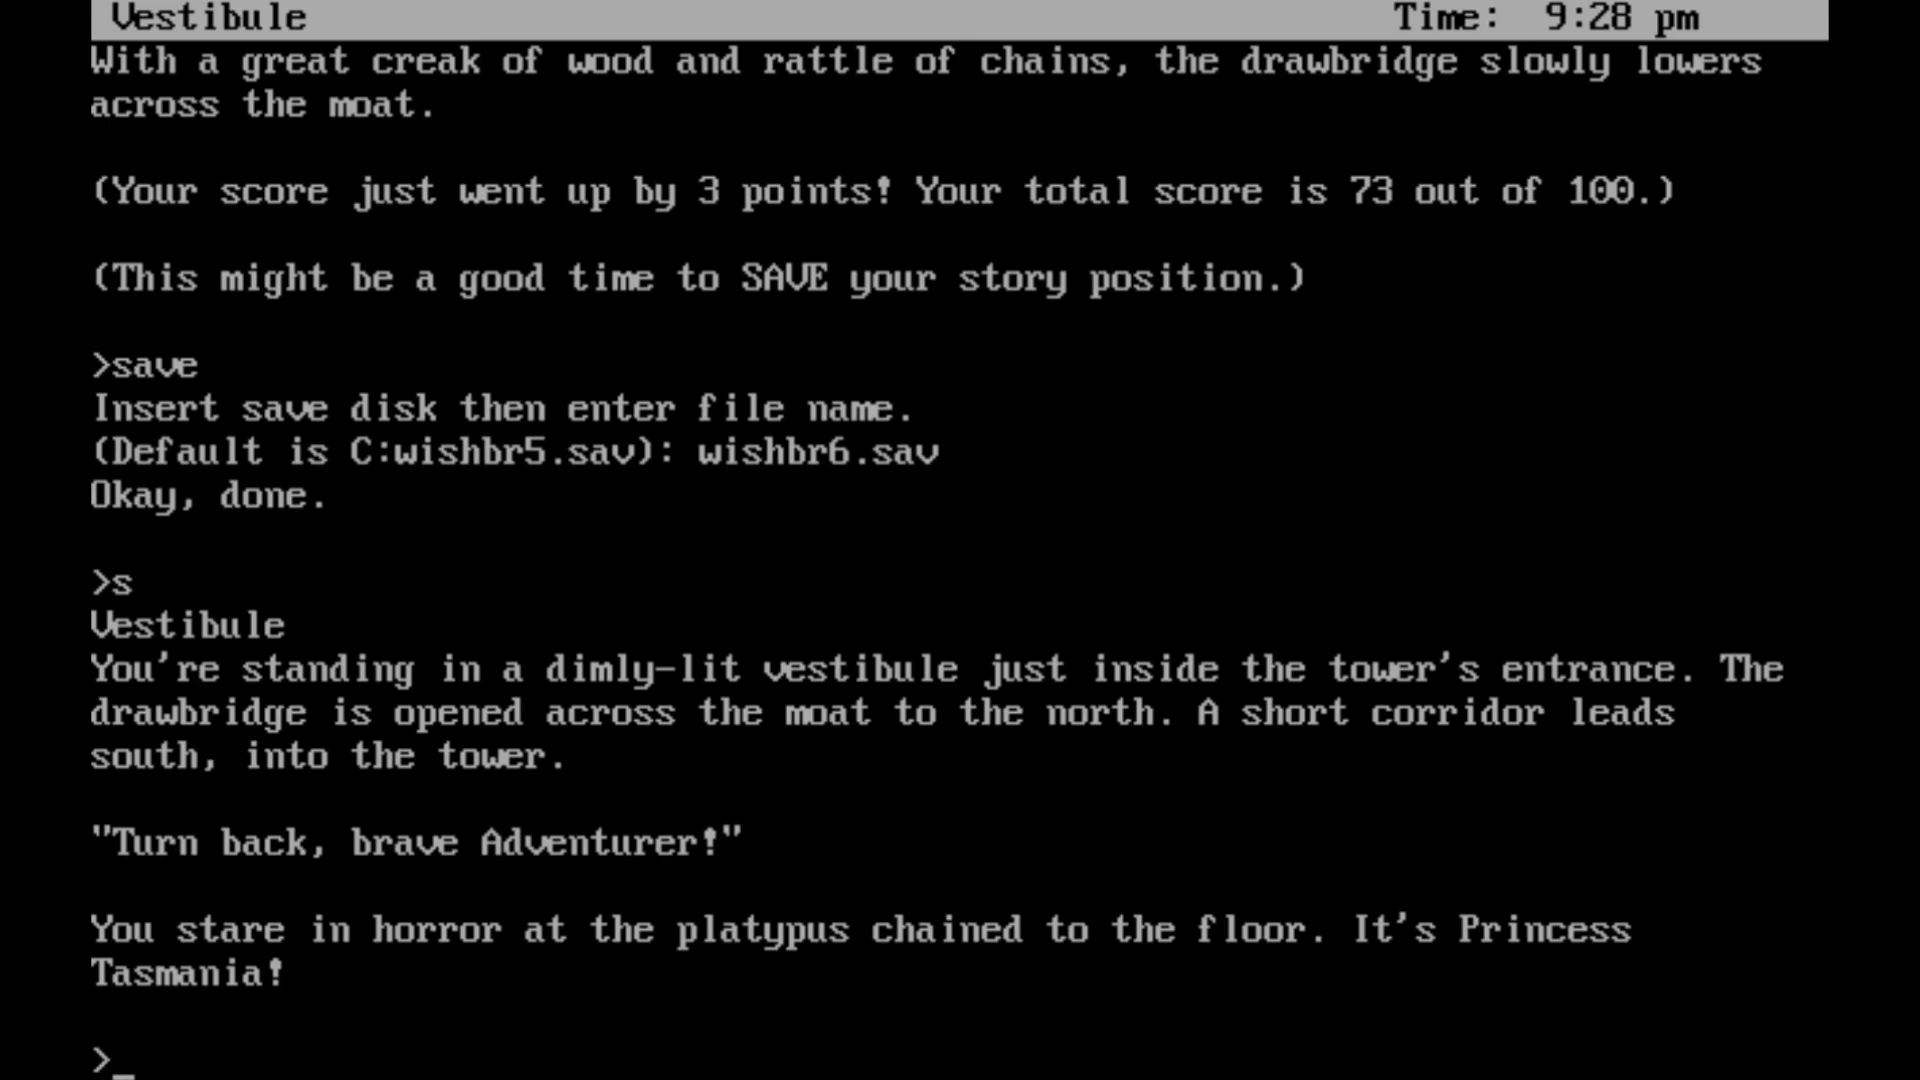 Vestibule Time: 9:28 pm
With a great creak of wood and rattle of chains, the drawbridge slowly lowers
across the moat.
(Your score just went up by 3 points! Your total score is 73 out of 100.)
(This might be a good time to SAVE your story position.)
>save
Insert save disk then enter file name.
(Default is C:wishbr5.sav): wishbr6.sav
Okay, done.
>s
Vestibule
You're standing in a dimly-lit vestibule just inside the tower's entrance. The
drawbridge is opened across the moat to the north. A short corridor leads
south, into the tower.
"Turn back, brave Adventurer!"
You stare in horror at the platypus chained to the floor. It's Princess
Tasmania!
>_